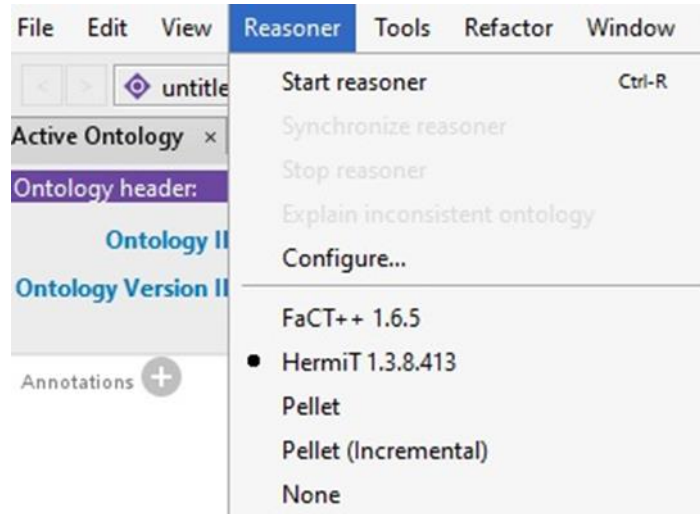 File Edit View Reasoner Tools Refactor Window
< > untitle
Active Ontology ×
Ontology header:
Ontology II
Ontology Version II
Annotations +
Start reasoner Ctrl-R
Synchronize reasoner
Stop reasoner
Explain inconsistent ontology
Configure...
FaCT++ 1.6.5
HermiT 1.3.8.413
Pellet
Pellet (Incremental)
None